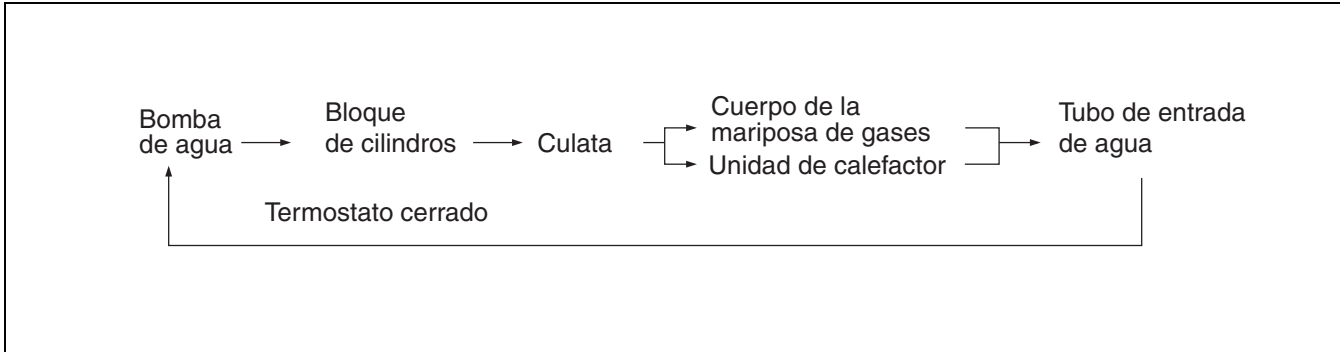 Bomba
de agua
Bloque
de cilindros
Culata
Cuerpo de la
mariposa de gases
Unidad de calefactor
Tubo de entrada
de agua
Termostato cerrado